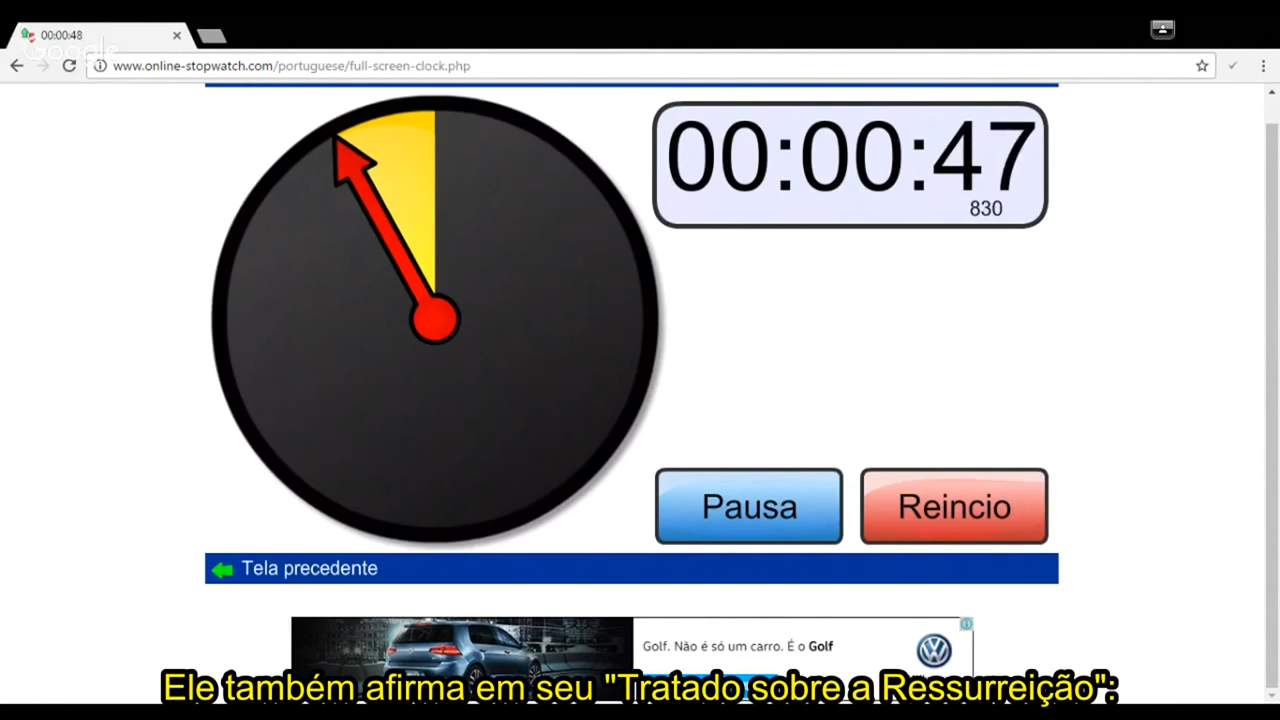 00:00:48
Google
www.online-stopwatch.com/portuguese/full-screen-clock.php
00:00:47
830
Pausa
Reincio
Tela precedente
Golf. Não é só um carro. É o Golf
Ele também afirma em seu "Tratado sobre a Ressurreição":